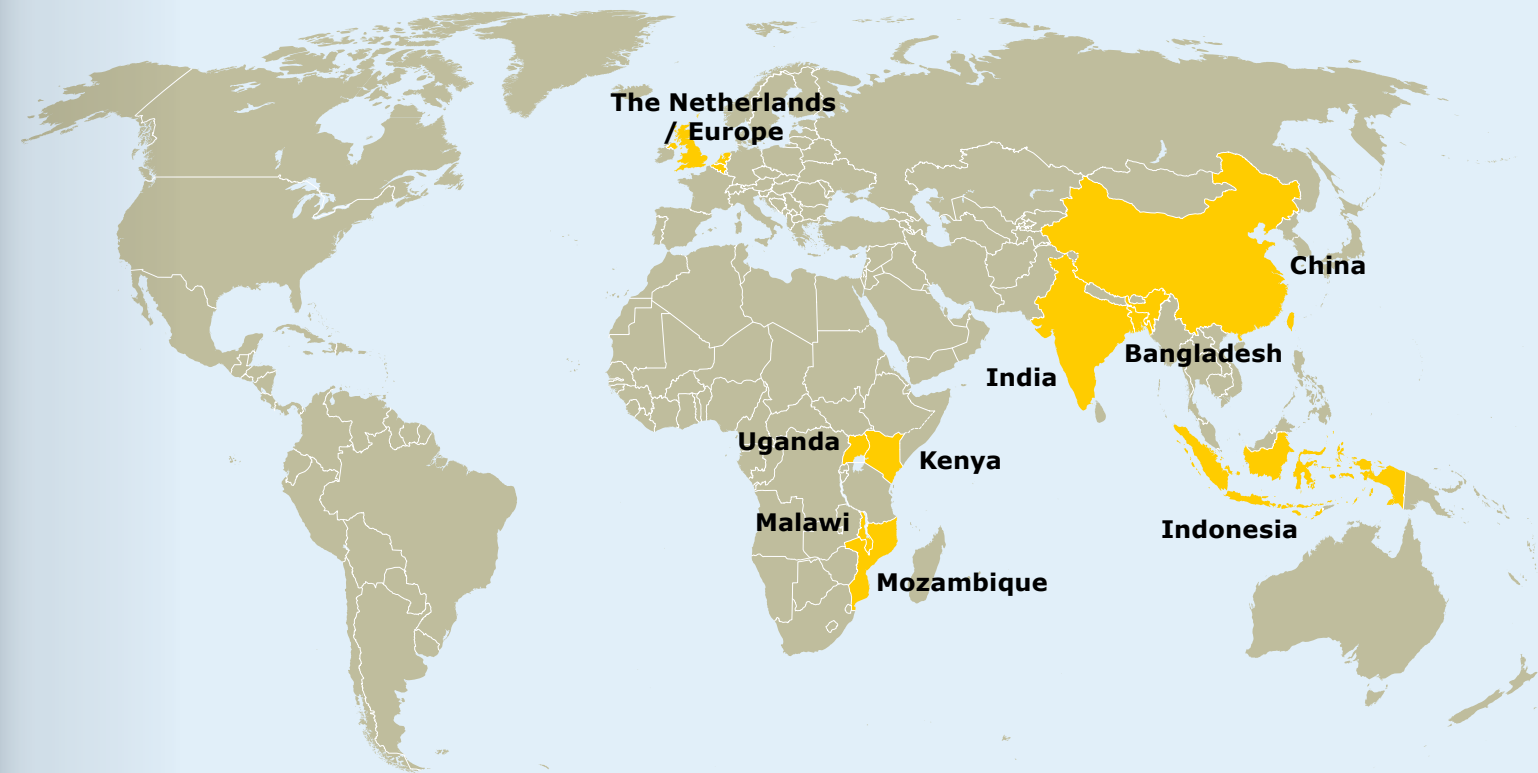 The Netherlands
/ Europe
China
Bangladesh
India
Uganda
Kenya
Malawi
Indonesia
Mozambique